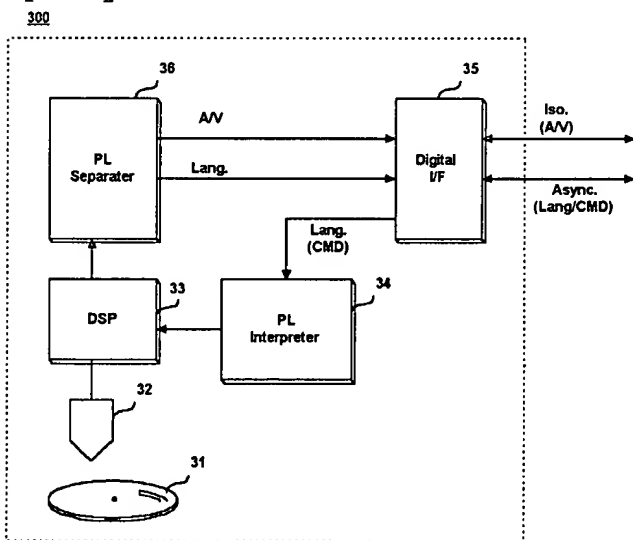 300
36
35
PL
Separater
A/V
Lang.
Digital
I/F
Iso.
(A/V)
Async.
(Lang/CMD)
Lang.
(CMD)
33
34
DSP
PL
Interpreter
32
31